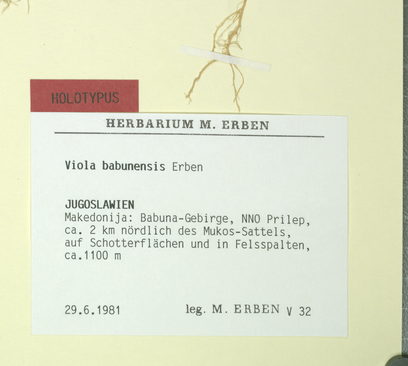 HOLOTYPUS
HERBARIUM M. ERBEN
Viola babunensis Erben
JUGOSLAWIEN
Makedonija: Babuna-Gebirge, NNO Prilep,
ca. 2 km nördlich des Mukos-Sattels,
auf Schotterflächen und in Felsspalten,
ca.1100 m
29.6.1981 leg. M. ERBEN V 32